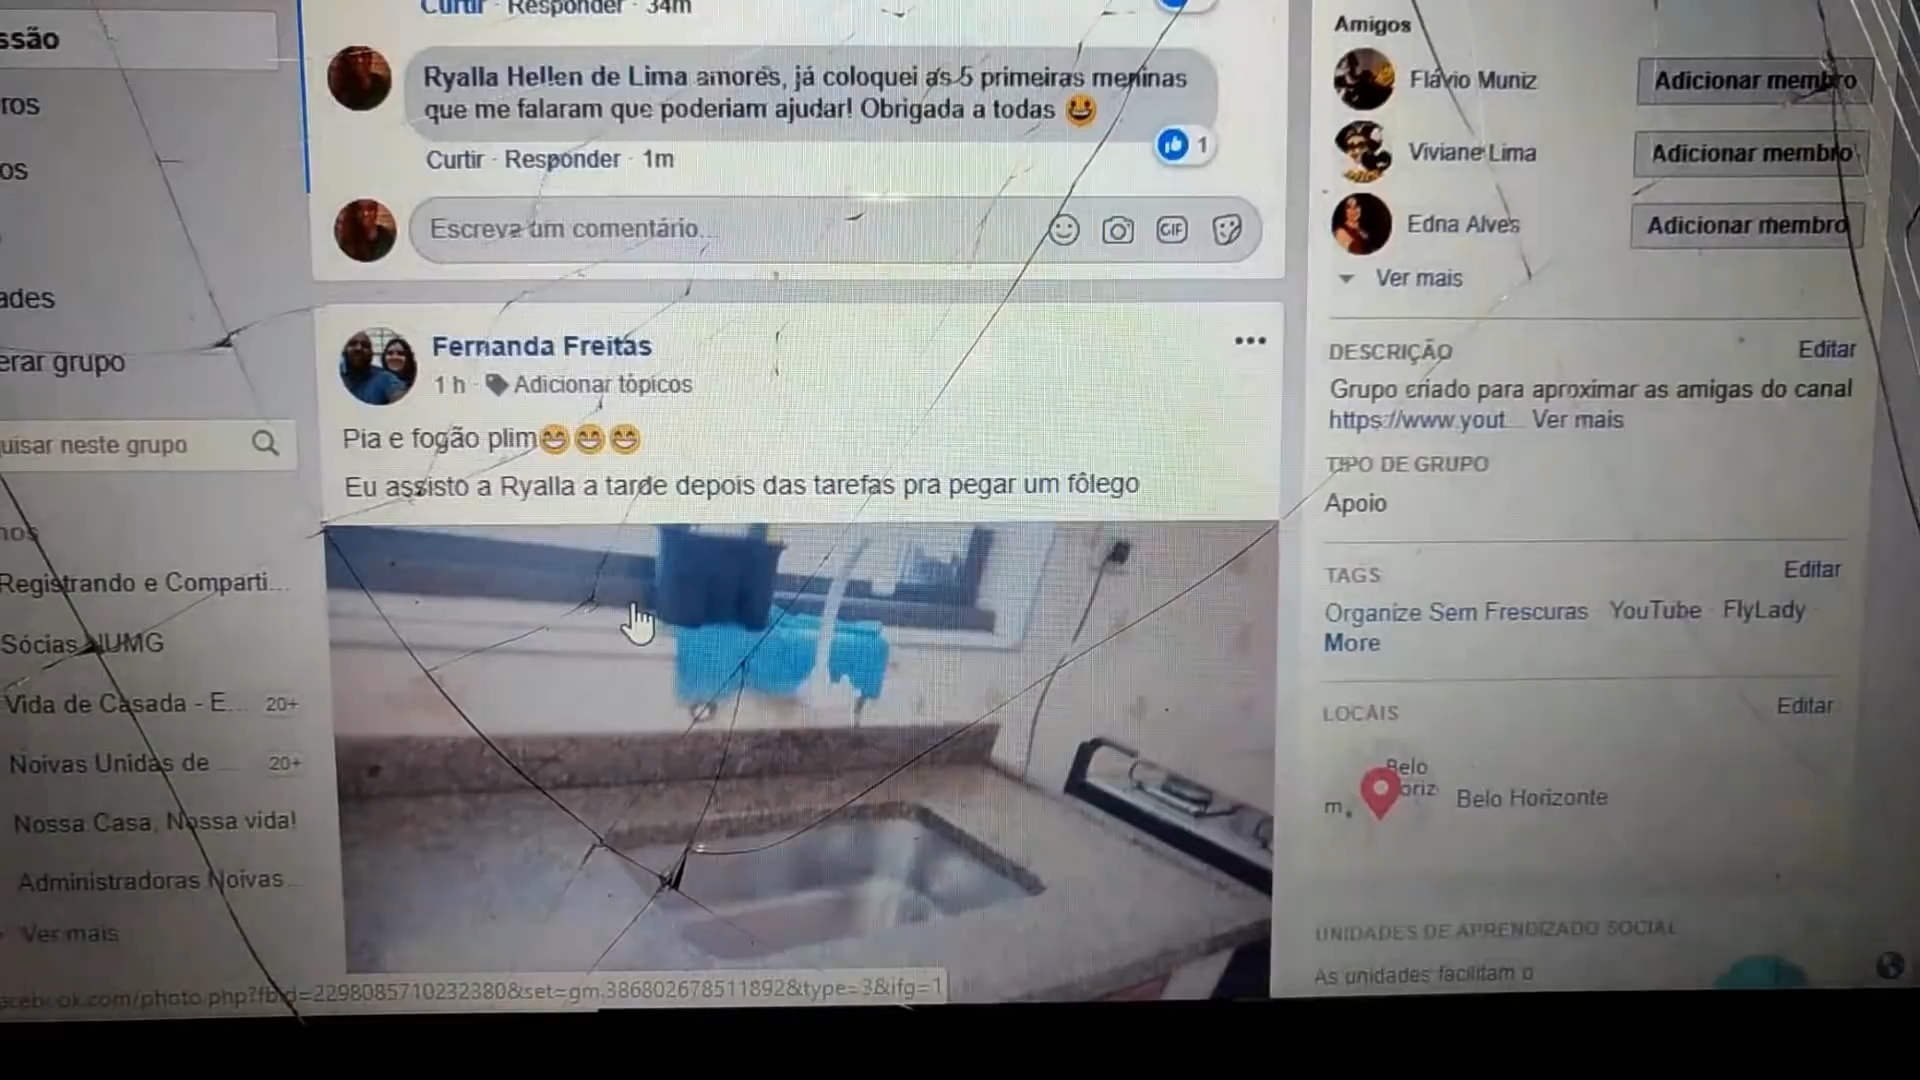 ssão
ros
os
ades
erar grupo
uisar neste grupo
nos
Registrando e Comparti...
Sócias NUMG
Vida de Casada - E... 20+
Noivas Unidas de ... 20+
Nossa Casa, Nossa vida!
Administradoras Noivas...
Ver mais
Curtir · Responder · 34m
Ryalla Hellen de Lima amores, já coloquei as 5 primeiras meninas
que me falaram que poderiam ajudar! Obrigada a todas 😃
1
Curtir · Responder · 1m
Escreva um comentário...
GIF
Fernanda Freitas
1 h · Adicionar tópicos
Pia e fogão plim😁😁😁
Eu assisto a Ryalla a tarde depois das tarefas pra pegar um fôlego
acebook.com/photo.php?fbid=2298085710232380&set=gm.386802678511892&type=3&ifg=1
Amigos
Flávio Muniz Adicionar membro
Viviane Lima Adicionar membro
Edna Alves Adicionar membro
Ver mais
DESCRIÇÃO Editar
Grupo criado para aproximar as amigas do canal
https://www.yout... Ver mais
TIPO DE GRUPO
Apoio
TAGS Editar
Organize Sem Frescuras · YouTube · FlyLady ·
More
LOCAIS Editar
Belo
oriz
m.
Belo Horizonte
UNIDADES DE APRENDIZADO SOCIAL
As unidades facilitam o